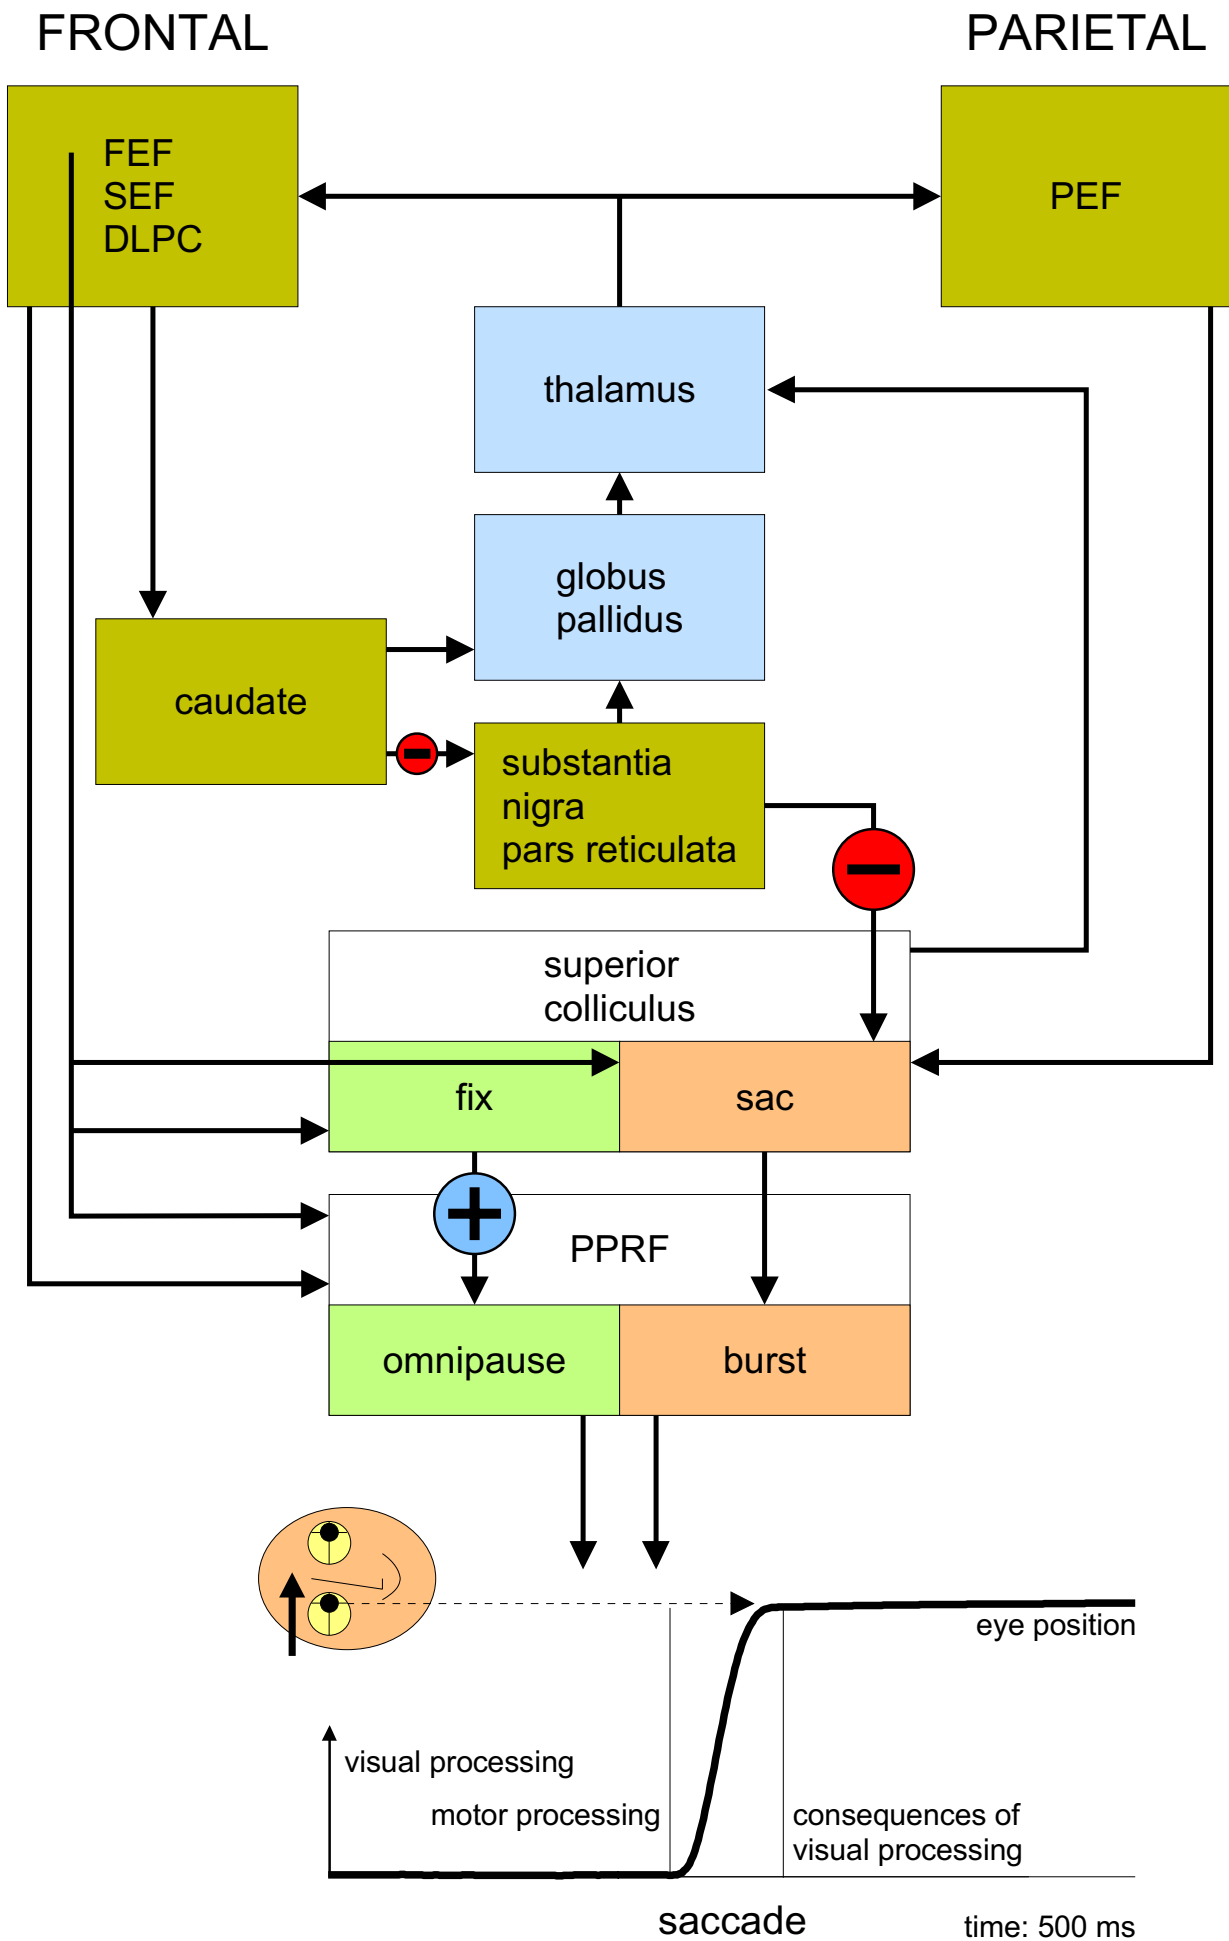 FRONTAL
PARIETAL
FEF
SEF
DLPC
PEF
thalamus
globus
pallidus
caudate
substantia
nigra
pars reticulata
superior
colliculus
fix
sac
PPRF
omnipause
burst
eye position
visual processing
motor processing
consequences of
visual processing
saccade
time: 500 ms